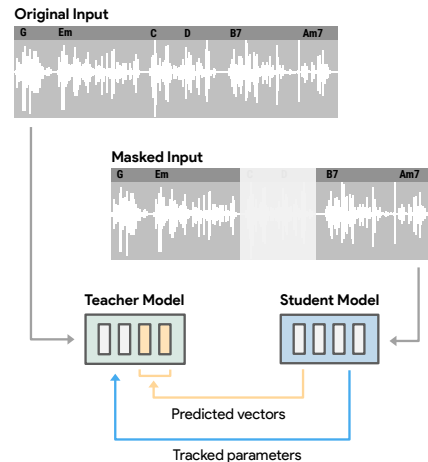 Original Input
G Em C D B7 Am7
Masked Input
G Em C D B7 Am7
Teacher Model Student Model
Predicted vectors
Tracked parameters